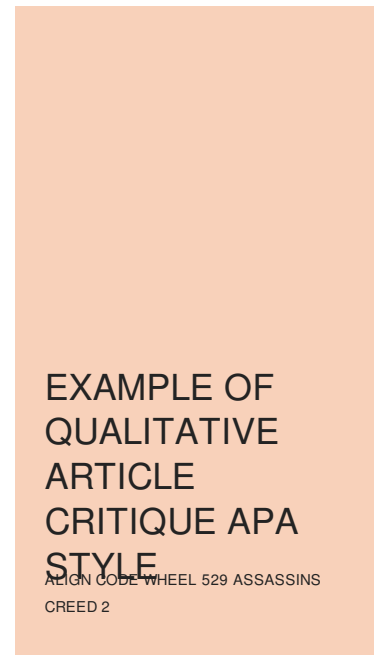 EXAMPLE OF
QUALITATIVE
ARTICLE
CRITIQUE APA
STYLE
ALIGN CODE WHEEL 529 ASSASSINS
CREED 2